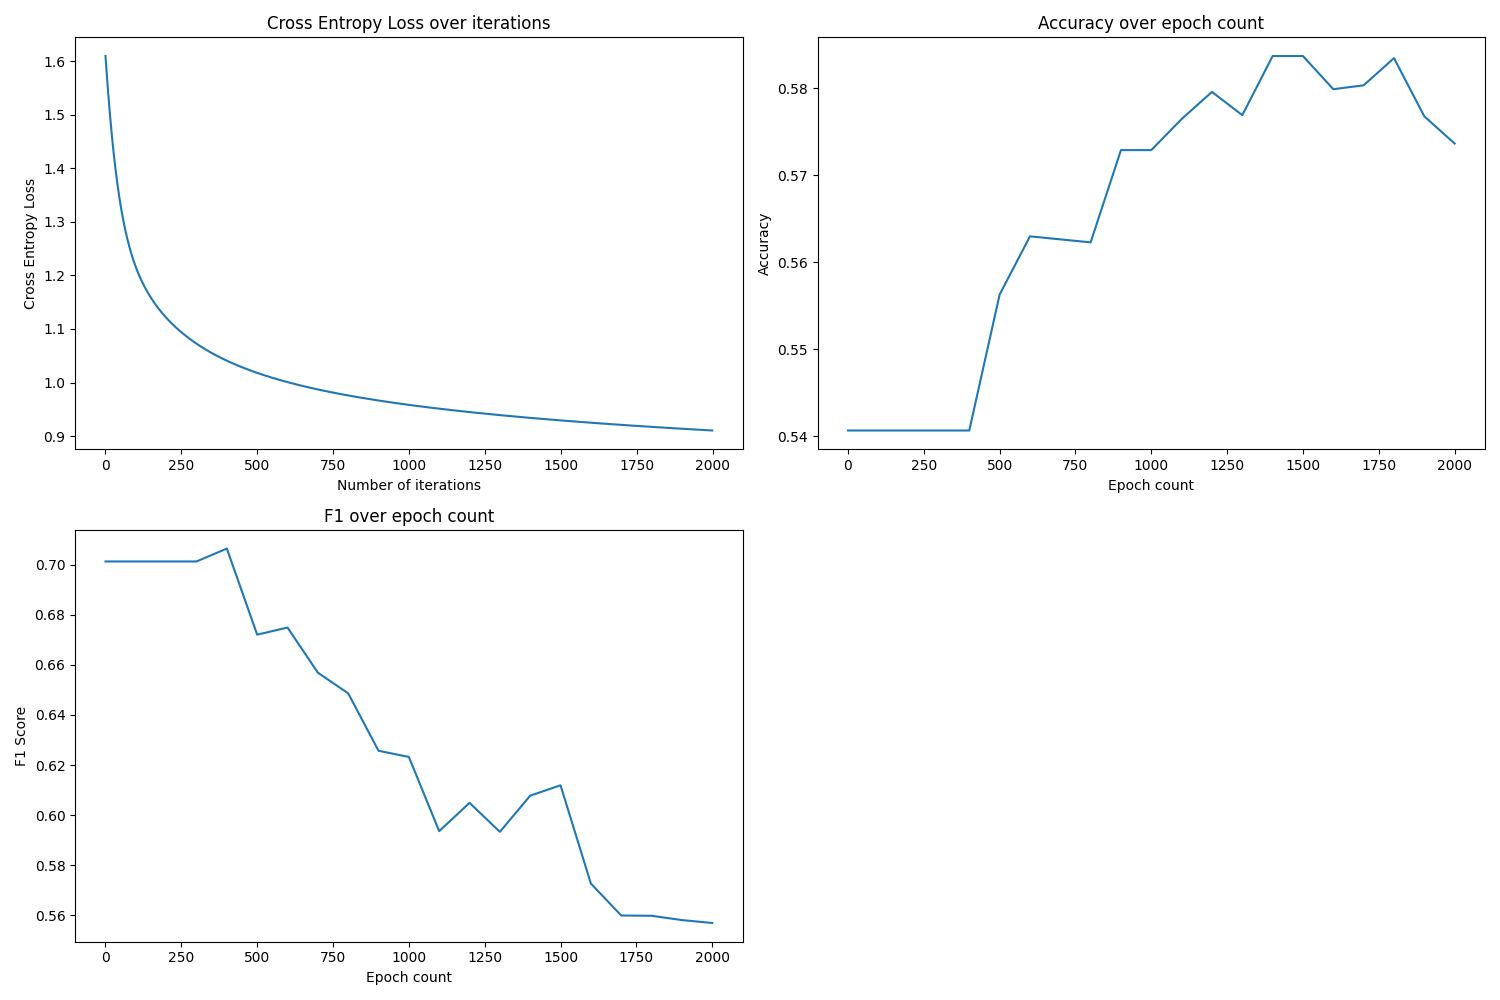 Cross Entropy Loss over iterations
Cross Entropy Loss
1.6
1.5
1.4
1.3
1.2
1.1
1.0
0.9
0 250 500 750 1000 1250 1500 1750 2000
Number of iterations
Accuracy over epoch count
Accuracy
0.58
0.57
0.56
0.55
0.54
0 250 500 750 1000 1250 1500 1750 2000
Epoch count
F1 over epoch count
F1 Score
0.70
0.68
0.66
0.64
0.62
0.60
0.58
0.56
0 250 500 750 1000 1250 1500 1750 2000
Epoch count